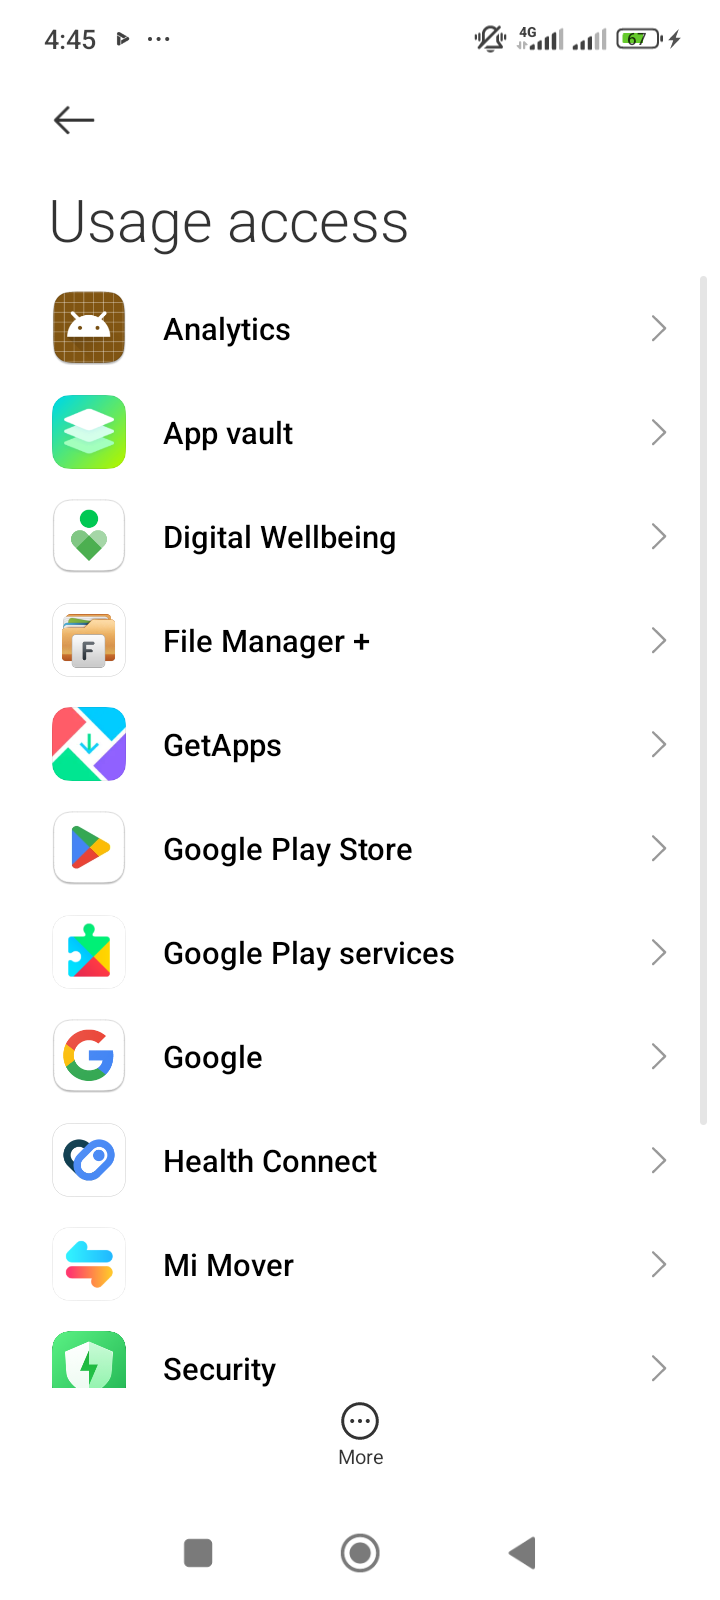 4:45
4G
67
Usage access
Analytics
App vault
Digital Wellbeing
F
File Manager +
GetApps
Google Play Store
Google Play services
G
Google
Health Connect
Mi Mover
Security
More